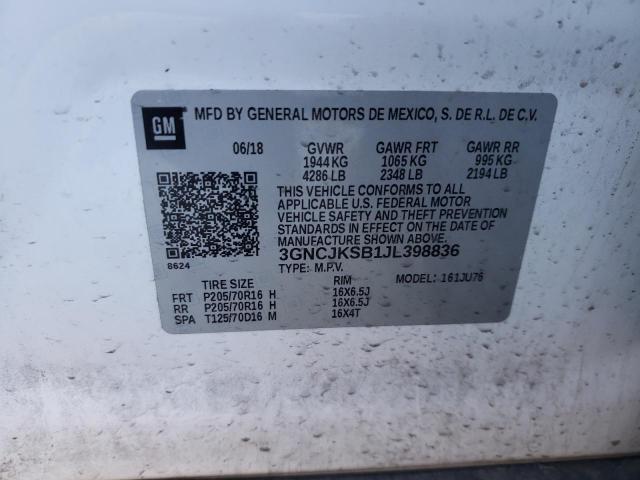 GM
MFD BY GENERAL MOTORS DE MEXICO, S. DE R.L. DE C.V.
06/18 GVWR GAWR FRT GAWR RR
1944 KG 1065 KG 995 KG
4286 LB 2348 LB 2194 LB
THIS VEHICLE CONFORMS TO ALL
APPLICABLE U.S. FEDERAL MOTOR
VEHICLE SAFETY AND THEFT PREVENTION
STANDARDS IN EFFECT ON THE DATE OF
MANUFACTURE SHOWN ABOVE.
8624 3GNCJKSB1JL398836
TYPE: M.P.V. MODEL: 161JU76
TIRE SIZE RIM
FRT P205/70R16 H 16X6.5J
RR P205/70R16 H 16X6.5J
SPA T125/70D16 M 16X4T